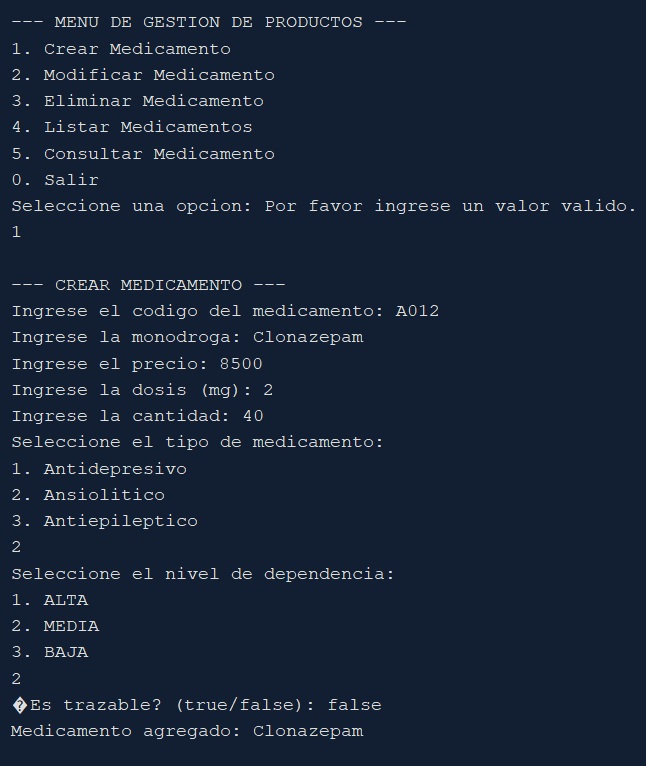 --- MENU DE GESTION DE PRODUCTOS ---
1. Crear Medicamento
2. Modificar Medicamento
3. Eliminar Medicamento
4. Listar Medicamentos
5. Consultar Medicamento
0. Salir
Seleccione una opcion: Por favor ingrese un valor valido.
1

--- CREAR MEDICAMENTO ---
Ingrese el codigo del medicamento: A012
Ingrese la monodroga: Clonazepam
Ingrese el precio: 8500
Ingrese la dosis (mg): 2
Ingrese la cantidad: 40
Seleccione el tipo de medicamento:
1. Antidepresivo
2. Ansiolitico
3. Antiepileptico
2
Seleccione el nivel de dependencia:
1. ALTA
2. MEDIA
3. BAJA
2
�Es trazable? (true/false): false
Medicamento agregado: Clonazepam